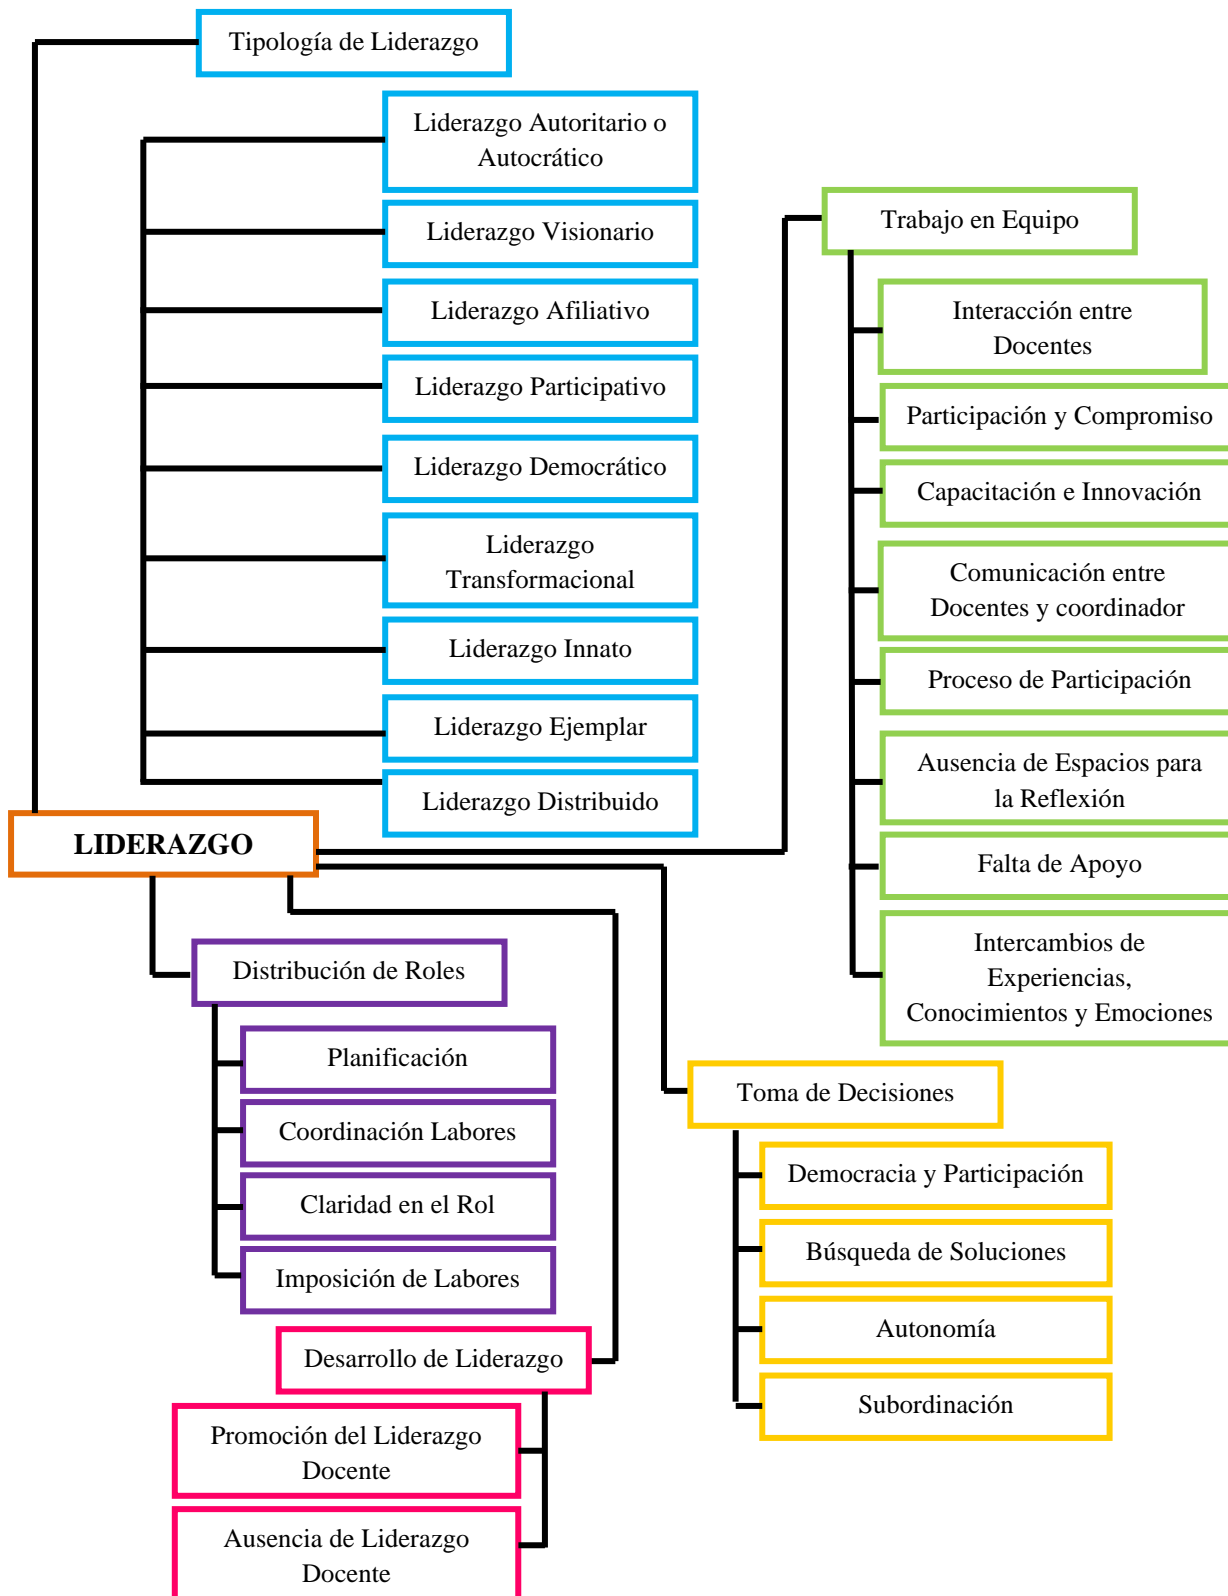 Tipología de Liderazgo
Liderazgo Autoritario o
Autocrático
Liderazgo Visionario
Liderazgo Afiliativo
Liderazgo Participativo
Liderazgo Democrático
Liderazgo
Transformacional
Liderazgo Innato
Liderazgo Ejemplar
Liderazgo Distribuido
LIDERAZGO
Trabajo en Equipo
Interacción entre
Docentes
Participación y Compromiso
Capacitación e Innovación
Comunicación entre
Docentes y coordinador
Proceso de Participación
Ausencia de Espacios para
la Reflexión
Falta de Apoyo
Intercambios de
Experiencias,
Conocimientos y Emociones
Distribución de Roles
Planificación
Coordinación Labores
Claridad en el Rol
Imposición de Labores
Toma de Decisiones
Democracia y Participación
Búsqueda de Soluciones
Autonomía
Subordinación
Desarrollo de Liderazgo
Promoción del Liderazgo
Docente
Ausencia de Liderazgo
Docente